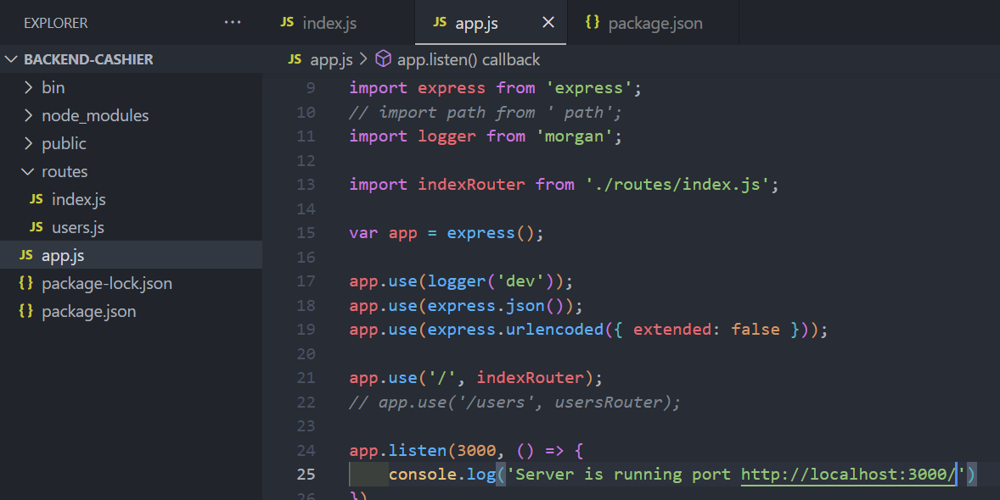 EXPLORER ...
JS index.js
JS app.js
{} package.json
BACKEND-CASHIER
JS app.js > app.listen() callback
bin
node_modules
public
routes
JS index.js
JS users.js
JS app.js
{} package-lock.json
{} package.json
9 import express from 'express';
10 // import path from ' path';
11 import logger from 'morgan';
12
13 import indexRouter from './routes/index.js';
14
15 var app = express();
16
17 app.use(logger('dev'));
18 app.use(express.json());
19 app.use(express.urlencoded({ extended: false }));
20
21 app.use('/', indexRouter);
22 // app.use('/users', usersRouter);
23
24 app.listen(3000, () => {
25 console.log('Server is running port http://localhost:3000/')
26 })